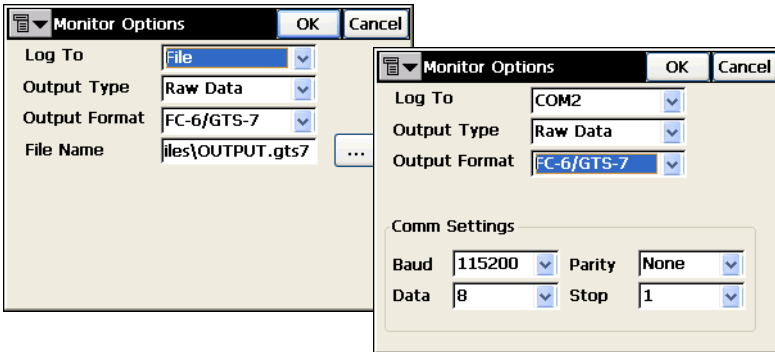 Monitor Options OK Cancel
Log To File
Output Type Raw Data
Output Format FC-6/GTS-7
File Name iles\OUTPUT.gts7 ...
Monitor Options OK Cancel
Log To COM2
Output Type Raw Data
Output Format FC-6/GTS-7
Comm Settings
Baud 115200 Parity None
Data 8 Stop 1